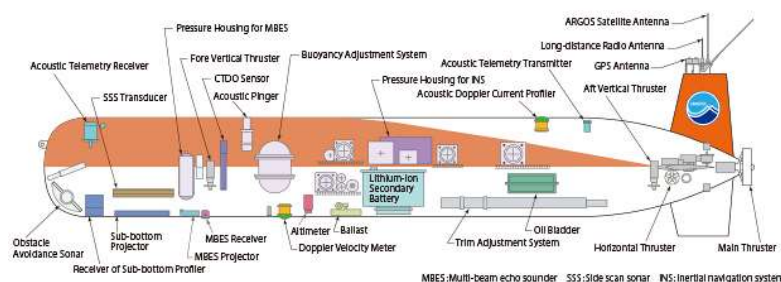 ARGOS Satellite Antenna
Pressure Housing for MBES
Long-distance Radio Antenna
Fore Vertical Thruster
Buoyancy Adjustment System
Acoustic Telemetry Transmitter
GPS Antenna
Acoustic Telemetry Receiver
CTDO Sensor
Pressure Housing for INS
Aft Vertical Thruster
SSS Transducer
Acoustic Pinger
Acoustic Doppler Current Profiler
Lithium-ion
Secondary
Battery
Obstacle
Avoidance Sonar
Sub-bottom
Projector
Receiver of Sub-bottom Profiler
MBES Receiver
MBES Projector
Altimeter
Ballast
Doppler Velocity Meter
Oil Bladder
Trim Adjustment System
Horizontal Thruster
Main Thruster
MBES :Multi-beam echo sounder SSS :Side scan sonar INS :Inertial navigation system